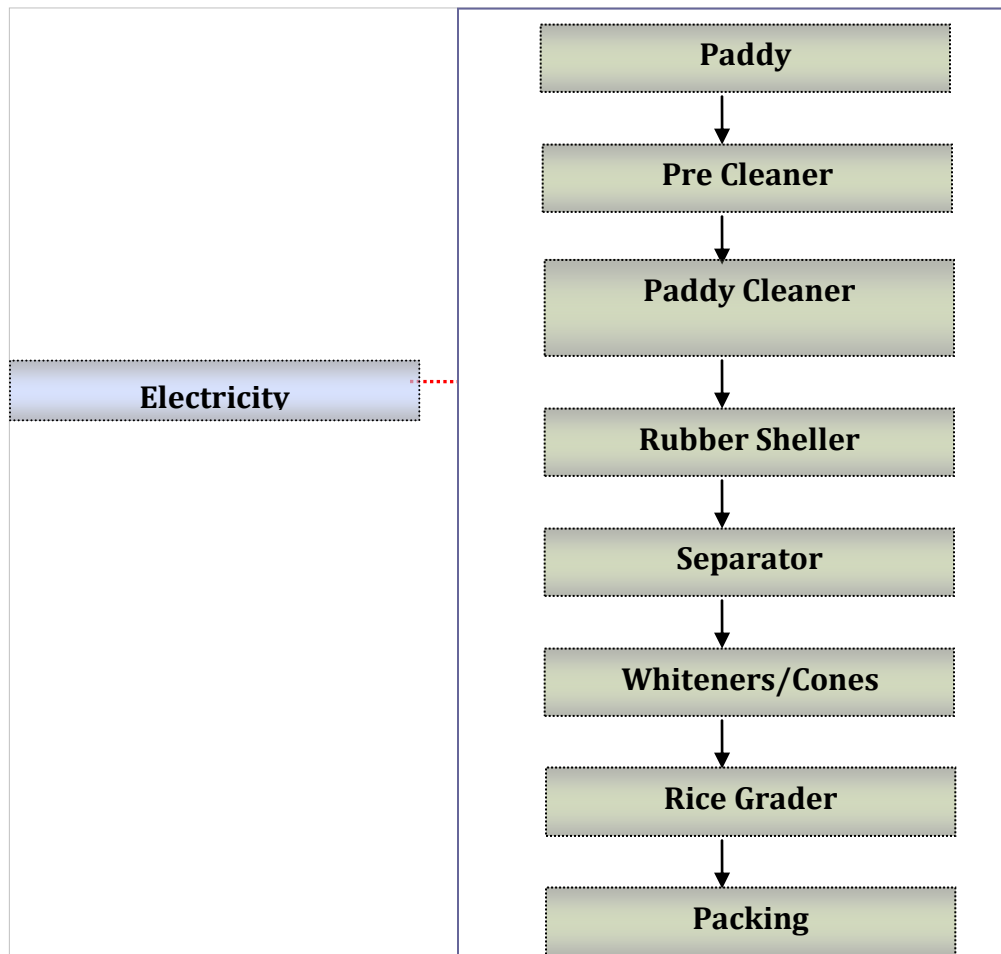 Paddy
Pre Cleaner
Paddy Cleaner
Electricity
Rubber Sheller
Separator
Whiteners/Cones
Rice Grader
Packing